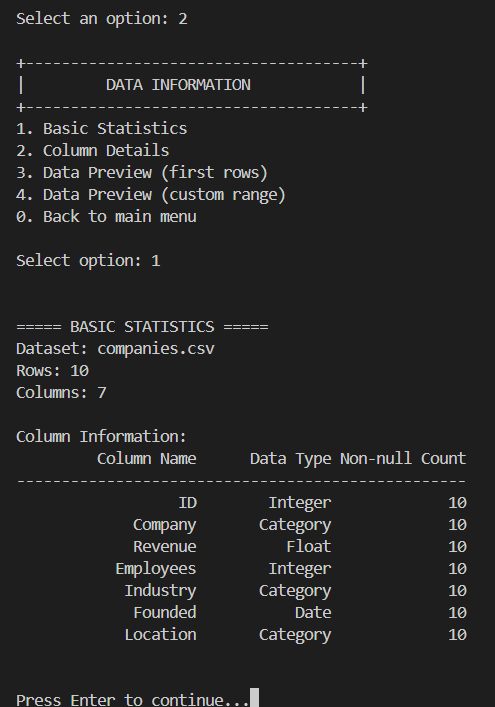 Select an option: 2
+-------------------------------------+
|         DATA INFORMATION            |
+-------------------------------------+
1. Basic Statistics
2. Column Details
3. Data Preview (first rows)
4. Data Preview (custom range)
0. Back to main menu
Select option: 1
===== BASIC STATISTICS =====
Dataset: companies.csv
Rows: 10
Columns: 7
Column Information:
         Column Name      Data Type Non-null Count
--------------------------------------------------
                  ID        Integer             10
             Company       Category             10
             Revenue          Float             10
           Employees        Integer             10
            Industry       Category             10
             Founded           Date             10
            Location       Category             10
Press Enter to continue...